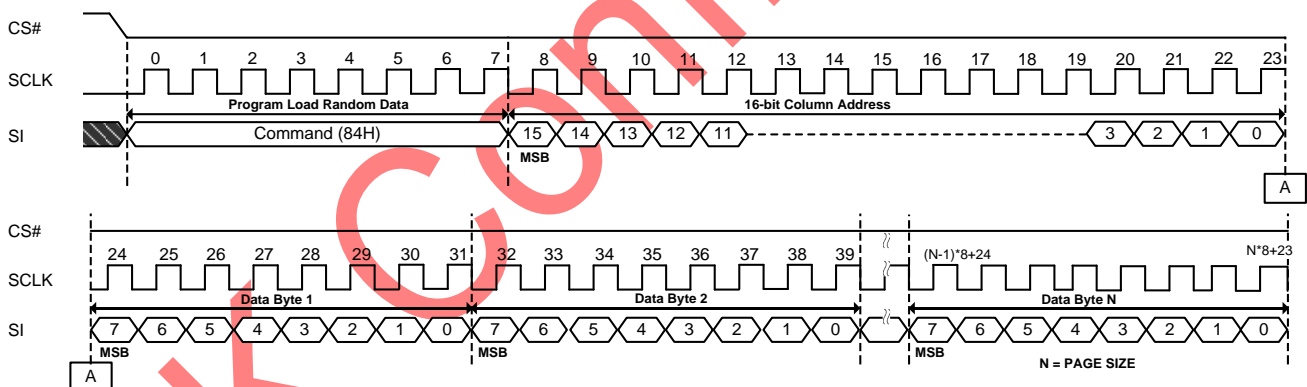 CS#
0 1 2 3 4 5 6 7 8 9 10 11 12 13 14 15 16 17 18 19 20 21 22 23
SCLK
Program Load Random Data 16-bit Column Address
SI Command (84H) 15 14 13 12 11 3 2 1 0
MSB
A
CS#
24 25 26 27 28 29 30 31 32 33 34 35 36 37 38 39 (N-1)*8+24 N*8+23
SCLK
Data Byte 1 Data Byte 2 Data Byte N
SI 7 6 5 4 3 2 1 0 7 6 5 4 3 2 1 0 7 6 5 4 3 2 1 0
MSB MSB MSB
N = PAGE SIZE
A